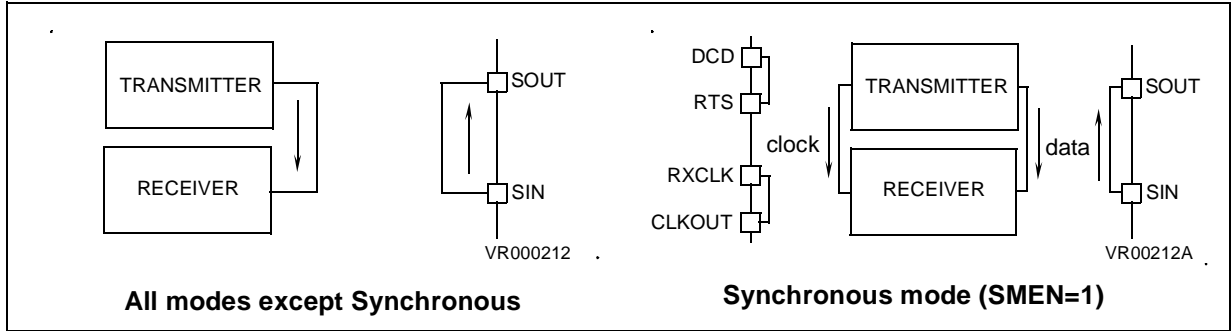 TRANSMITTER
RECEIVER
SOUT
SIN
VR000212
All modes except Synchronous
DCD
RTS
RXCLK
CLKOUT
clock
TRANSMITTER
RECEIVER
data
SOUT
SIN
VR00212A
Synchronous mode (SMEN=1)